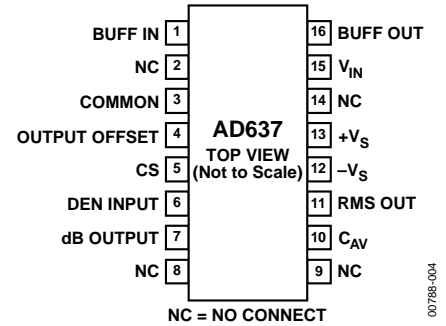 BUFF IN 1
NC 2
COMMON 3
OUTPUT OFFSET 4
CS 5
DEN INPUT 6
dB OUTPUT 7
NC 8
AD637
TOP VIEW
(Not to Scale)
16 BUFF OUT
15 VIN
14 NC
13 +VS
12 –VS
11 RMS OUT
10 CAV
9 NC
NC = NO CONNECT
00788-004